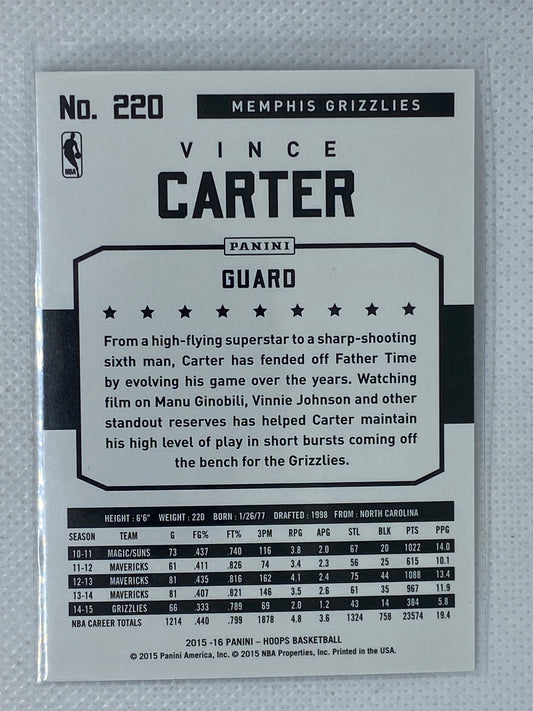 No. 220
MEMPHIS GRIZZLIES
NBA
VINCE
CARTER
PANINI
GUARD
From a high-flying superstar to a sharp-shooting
sixth man, Carter has fended off Father Time
by evolving his game over the years. Watching
film on Manu Ginobili, Vinnie Johnson and other
standout reserves has helped Carter maintain
his high level of play in short bursts coming off
the bench for the Grizzlies.
HEIGHT: 6'6" WEIGHT: 220 BORN: 1/26/77 DRAFTED: 1998 FROM: NORTH CAROLINA
SEASON TEAM G FG% FT% 3PM RPG APG STL BLK PTS PPG
10-11 MAGIC/SUNS 73 .437 .740 116 3.8 2.0 67 20 1022 14.0
11-12 MAVERICKS 61 .411 .826 74 3.4 2.3 56 25 615 10.1
12-13 MAVERICKS 81 .435 .816 162 4.1 2.4 75 44 1088 13.4
13-14 MAVERICKS 81 .407 .821 146 3.5 2.6 61 35 967 11.9
14-15 GRIZZLIES 66 .333 .789 69 2.0 1.2 43 14 384 5.8
NBA CAREER TOTALS 1214 .440 .799 1878 4.8 3.6 1324 758 23574 19.4
2015 -16 PANINI – HOOPS BASKETBALL
© 2015 Panini America, Inc. © 2015 NBA Properties, Inc. Printed in the USA.